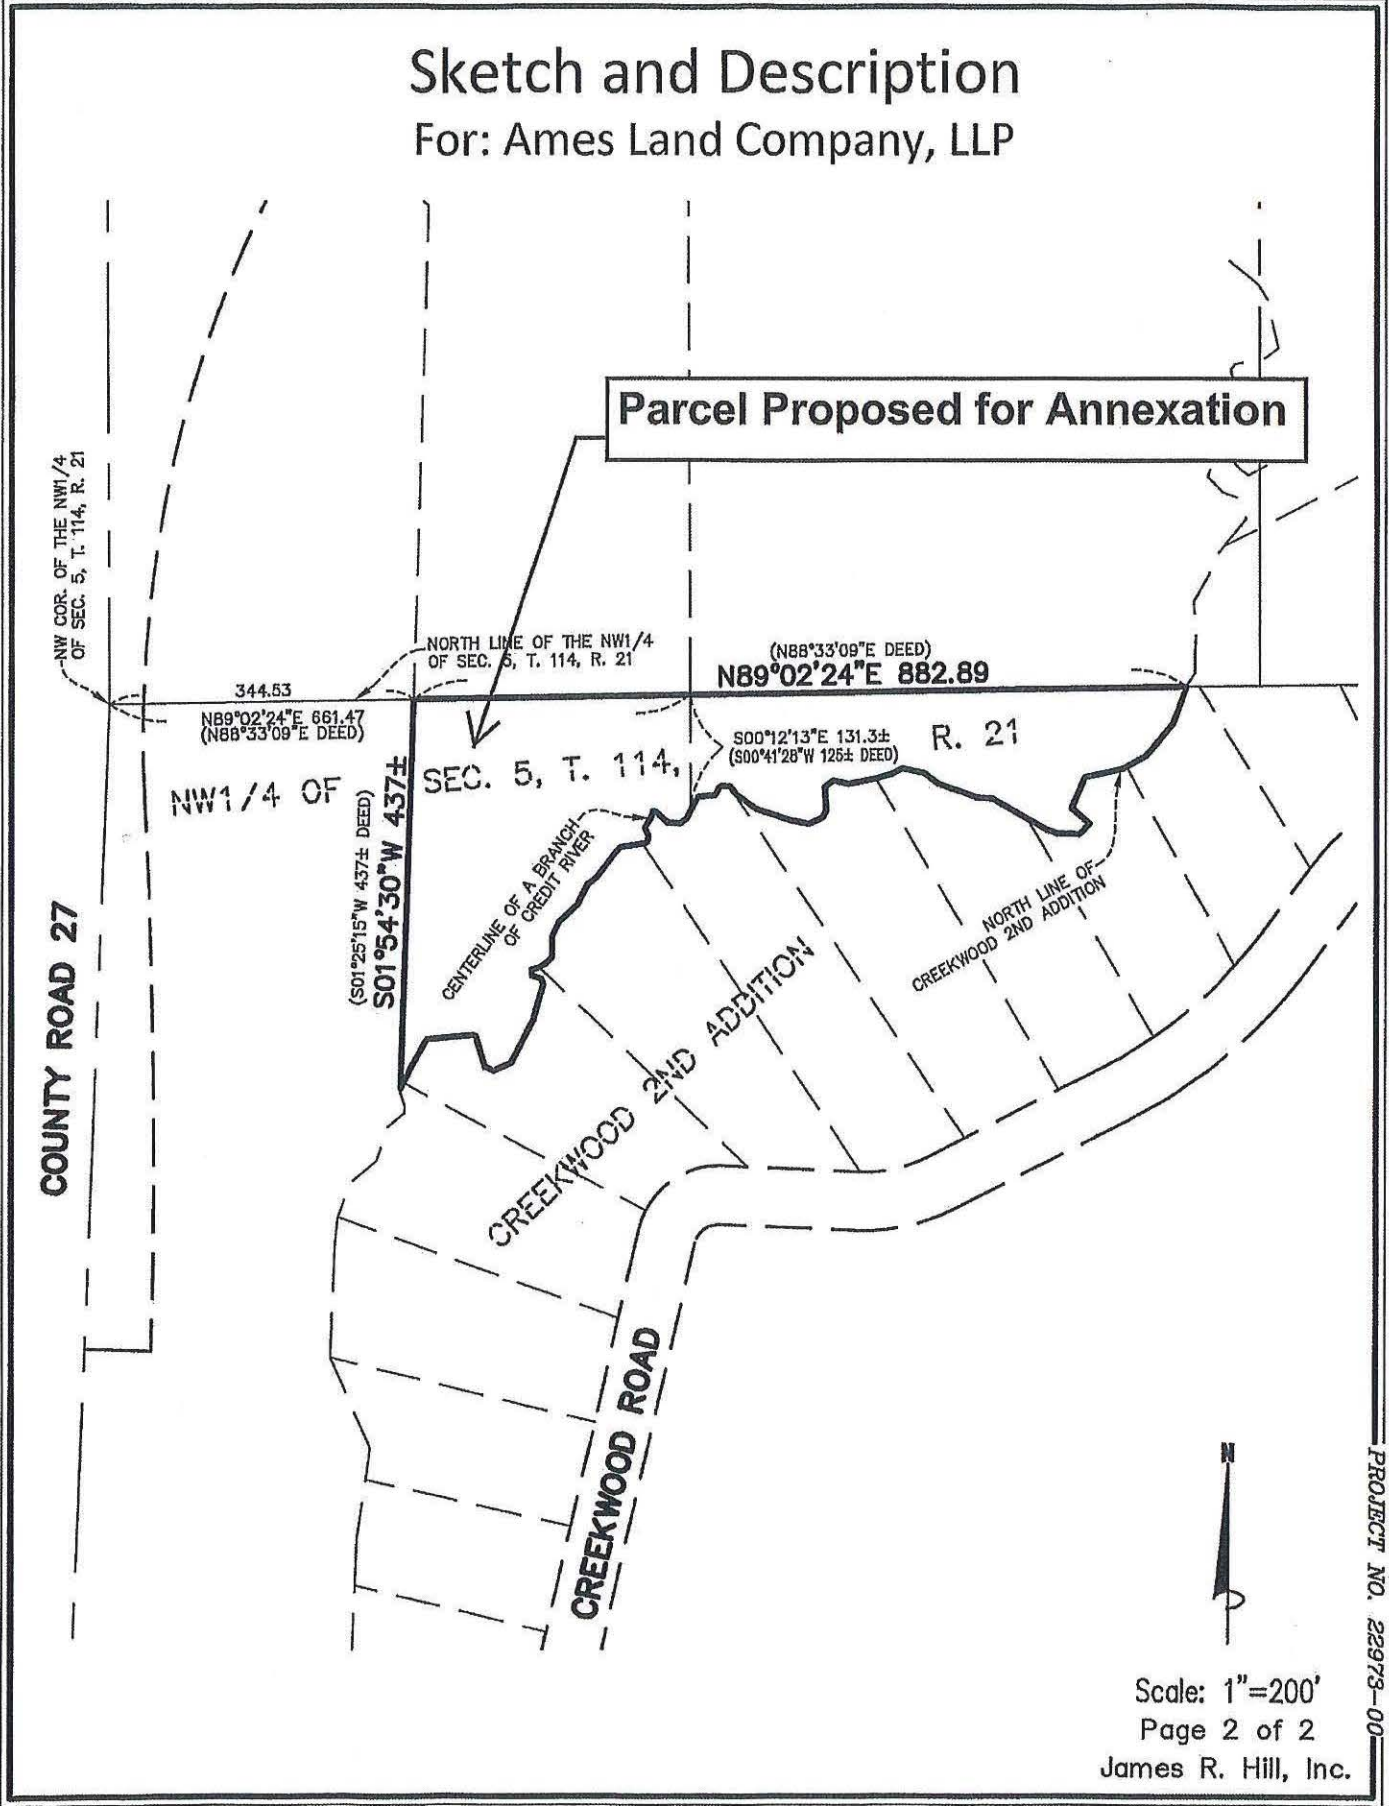 Sketch and Description
For: Ames Land Company, LLP
Parcel Proposed for Annexation
NW COR. OF THE NW1/4
OF SEC. 5, T. 114, R. 21
NORTH LINE OF THE NW1/4
OF SEC. 5, T. 114, R. 21
(N88°33'09"E DEED)
N89°02'24"E 882.89
344.53
N89°02'24"E 661.47
(N88°33'09"E DEED)
S00°12'13"E 131.3±
(S00°41'28"W 125± DEED)
NW1/4 OF SEC. 5, T. 114, R. 21
(S01°25'15"W 437± DEED)
S01°54'30"W 437±
CENTERLINE OF A BRANCH
OF CREDIT RIVER
NORTH LINE OF
CREEKWOOD 2ND ADDITION
COUNTY ROAD 27
CREEKWOOD 2ND ADDITION
CREEKWOOD ROAD
N
PROJECT NO. 22973-00
Scale: 1"=200'
Page 2 of 2
James R. Hill, Inc.